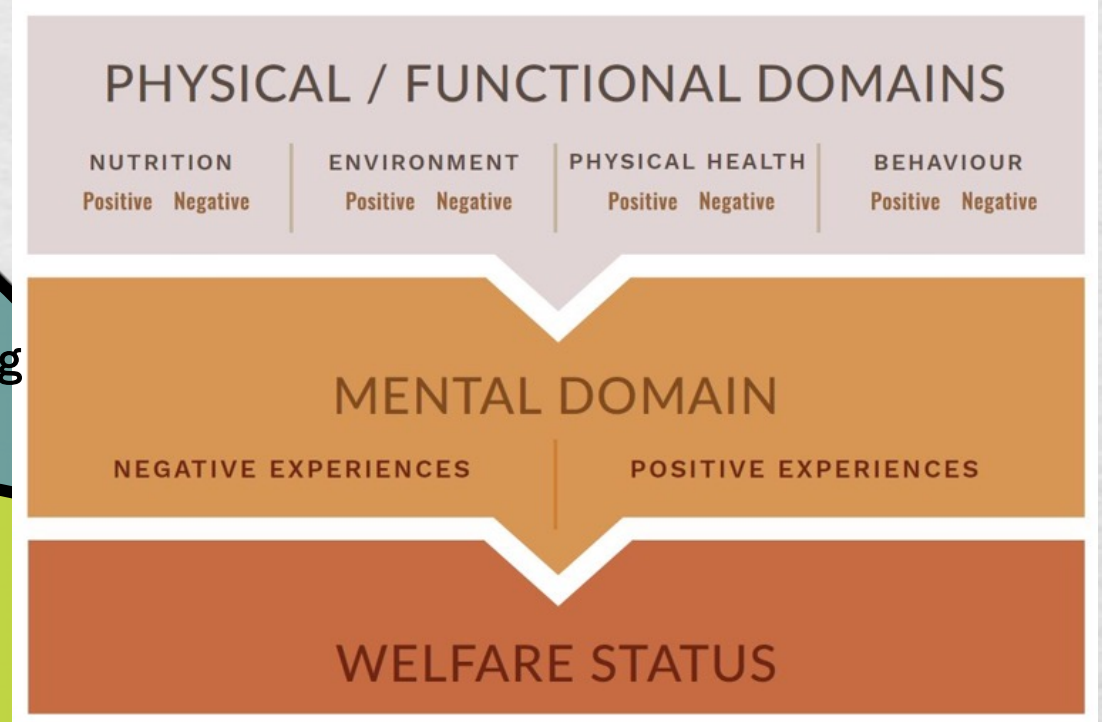 PHYSICAL / FUNCTIONAL DOMAINS
NUTRITION ENVIRONMENT PHYSICAL HEALTH BEHAVIOUR
Positive Negative Positive Negative Positive Negative Positive Negative
g
MENTAL DOMAIN
NEGATIVE EXPERIENCES POSITIVE EXPERIENCES
WELFARE STATUS